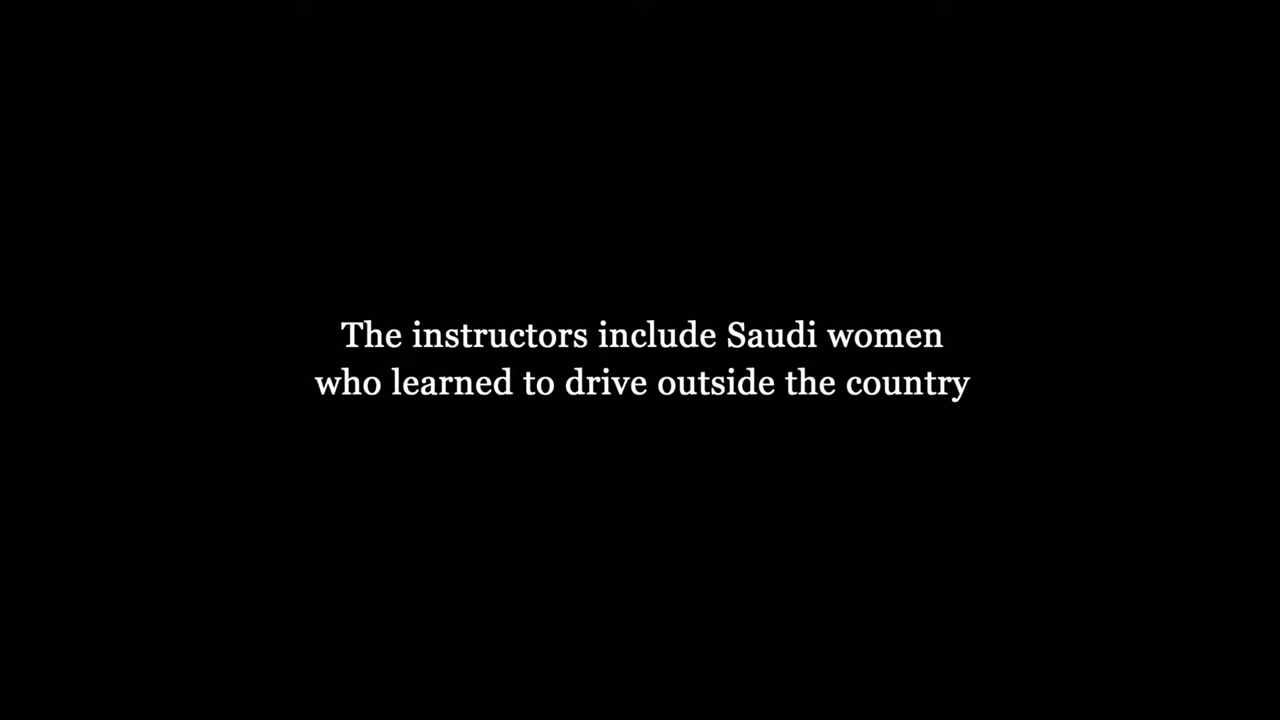 The instructors include Saudi women
who learned to drive outside the country